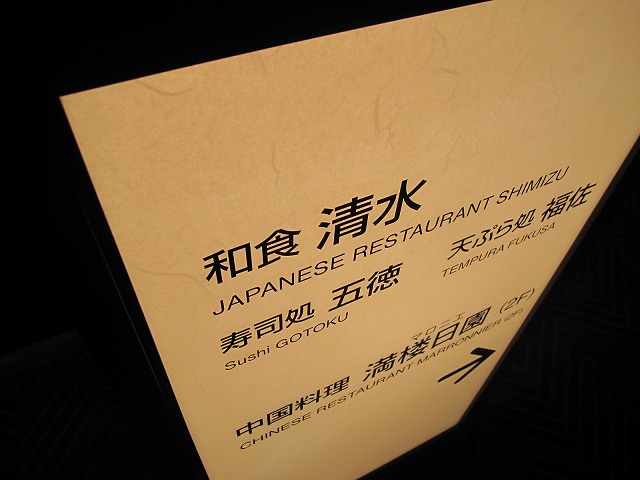 和食 清水
JAPANESE RESTAURANT SHIMIZU
寿司処 五徳 天ぷら処 福佐
Sushi GOTOKU TEMPURA FUKUSA
マロニエ
中国料理 満楼日園 (2F)
CHINESE RESTAURANT MARRONNIER (2F)